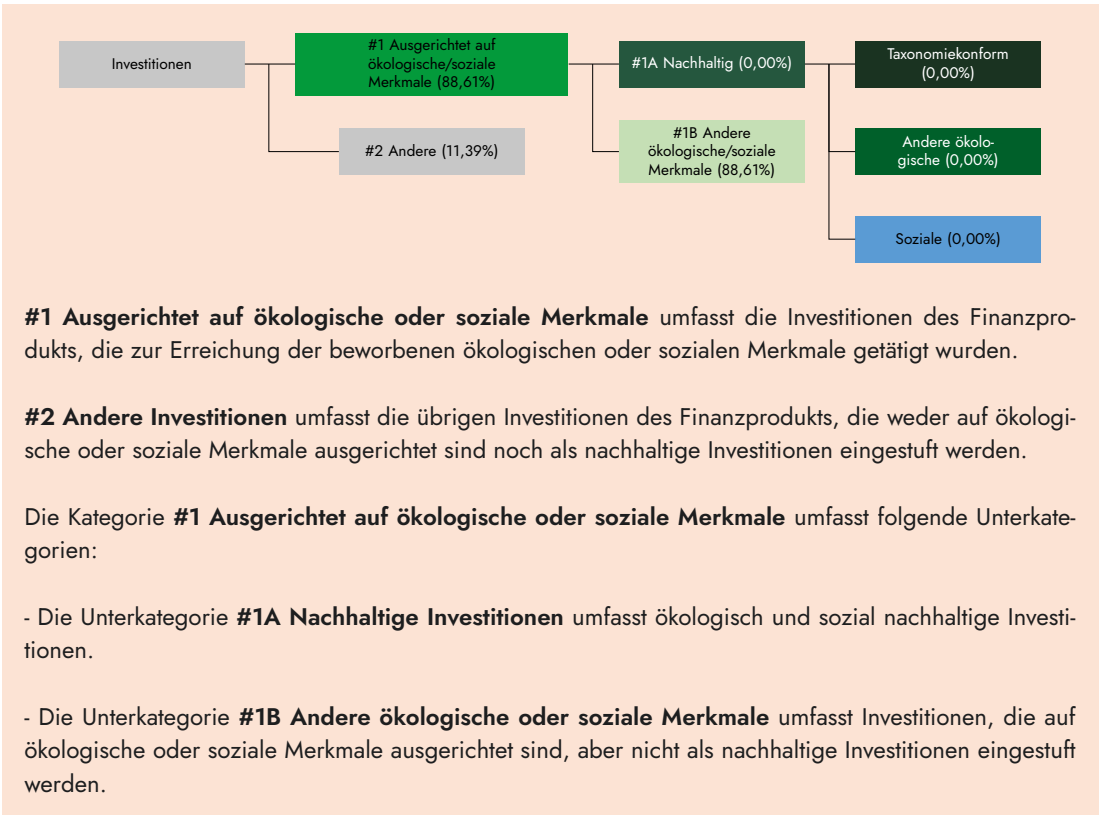 Investitionen
#1 Ausgerichtet auf
ökologische/soziale
Merkmale (88,61%)
#2 Andere (11,39%)
#1A Nachhaltig (0,00%)
#1B Andere
ökologische/soziale
Merkmale (88,61%)
Taxonomiekonform
(0,00%)
Andere ökolo-
gische (0,00%)
Soziale (0,00%)
#1 Ausgerichtet auf ökologische oder soziale Merkmale umfasst die Investitionen des Finanzpro-
dukts, die zur Erreichung der beworbenen ökologischen oder sozialen Merkmale getätigt wurden.
#2 Andere Investitionen umfasst die übrigen Investitionen des Finanzprodukts, die weder auf ökologi-
sche oder soziale Merkmale ausgerichtet sind noch als nachhaltige Investitionen eingestuft werden.
Die Kategorie #1 Ausgerichtet auf ökologische oder soziale Merkmale umfasst folgende Unterkate-
gorien:
- Die Unterkategorie #1A Nachhaltige Investitionen umfasst ökologisch und sozial nachhaltige Investi-
tionen.
- Die Unterkategorie #1B Andere ökologische oder soziale Merkmale umfasst Investitionen, die auf
ökologische oder soziale Merkmale ausgerichtet sind, aber nicht als nachhaltige Investitionen eingestuft
werden.